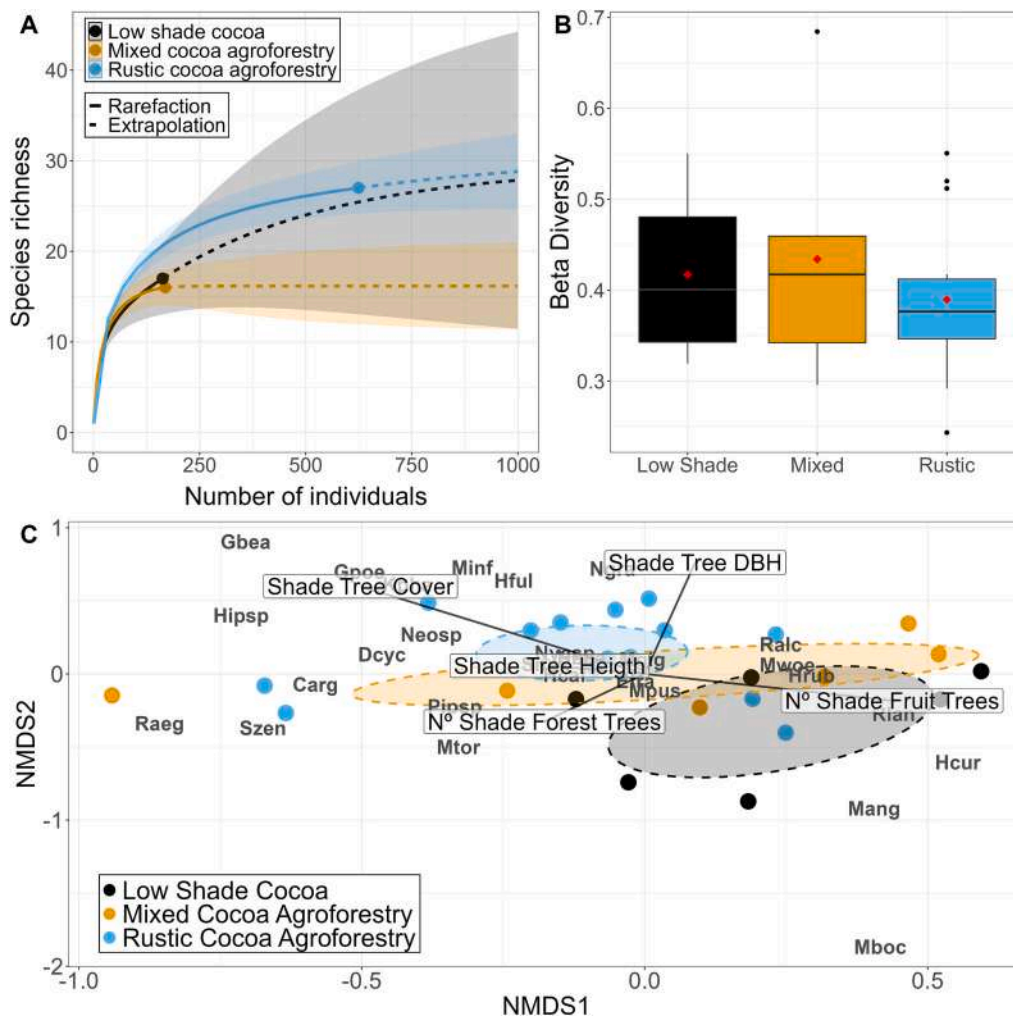 A
Low shade cocoa
Mixed cocoa agroforestry
Rustic cocoa agroforestry
Rarefaction
Extrapolation
Species richness
40
30
20
10
0
0
250
500
750
1000
Number of individuals
B
Beta Diversity
0.7
0.6
0.5
0.4
0.3
Low Shade
Mixed
Rustic
C
NMDS2
1
0
-1
-2
Gbea
Gpoe
Minf
Hful
Shade Tree DBH
Shade Tree Cover
Hipsp
Neosp
Dcyc
Ralc
Shade Tree Heigth
Mwoe
Carg
Mpus
Hrub
Nº Shade Fruit Trees
Pipsp
Raeg
Szen
Nº Shade Forest Trees
Mtor
Hcur
Mang
Mboc
Low Shade Cocoa
Mixed Cocoa Agroforestry
Rustic Cocoa Agroforestry
-1.0
-0.5
0.0
0.5
NMDS1